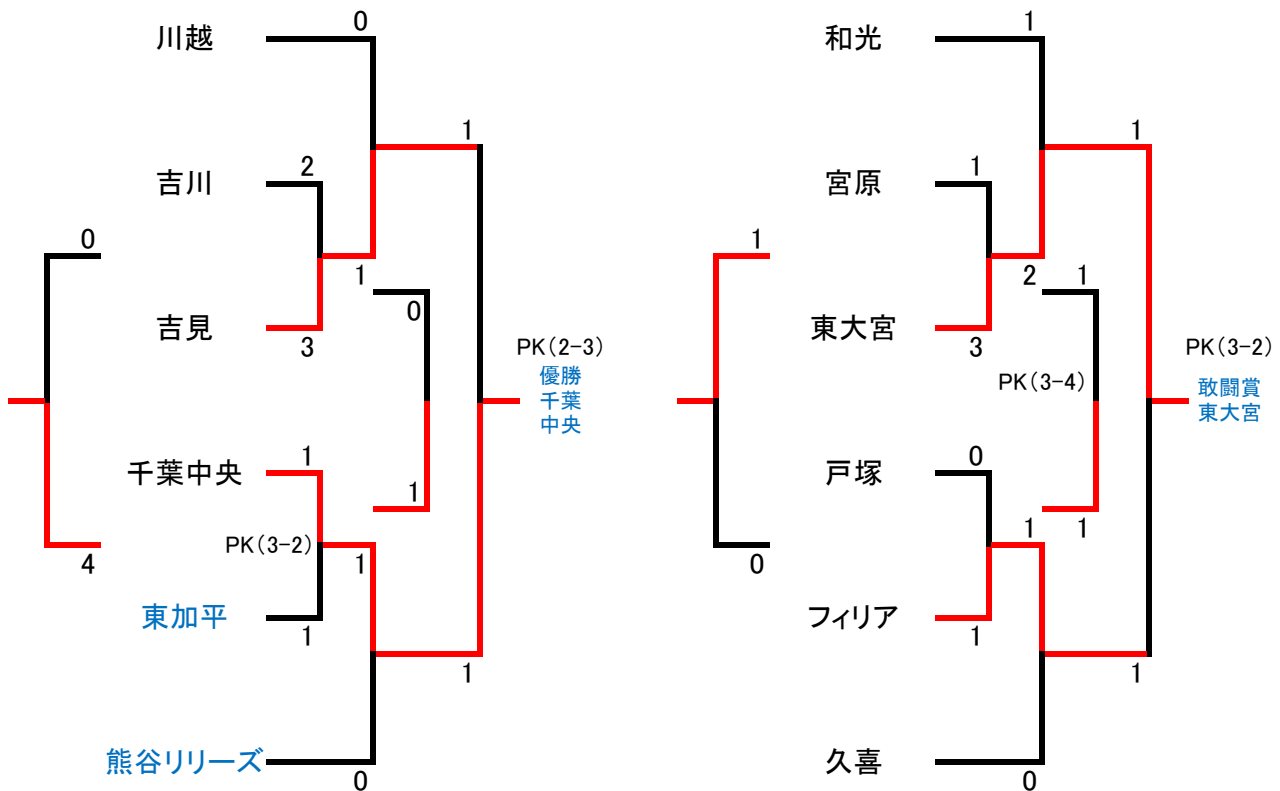 0
川越
1
2
吉川
0
1
0
吉見
3
PK(2-3)
優勝
千葉
中央
千葉中央
1
1
PK(3-2)
1
4
東加平
1
1
熊谷リリーズ
0
1
和光
1
1
宮原
1
2
1
東大宮
3
PK(3-2)
PK(3-4)
敢闘賞
東大宮
戸塚
0
1
1
0
フィリア
1
1
久喜
0